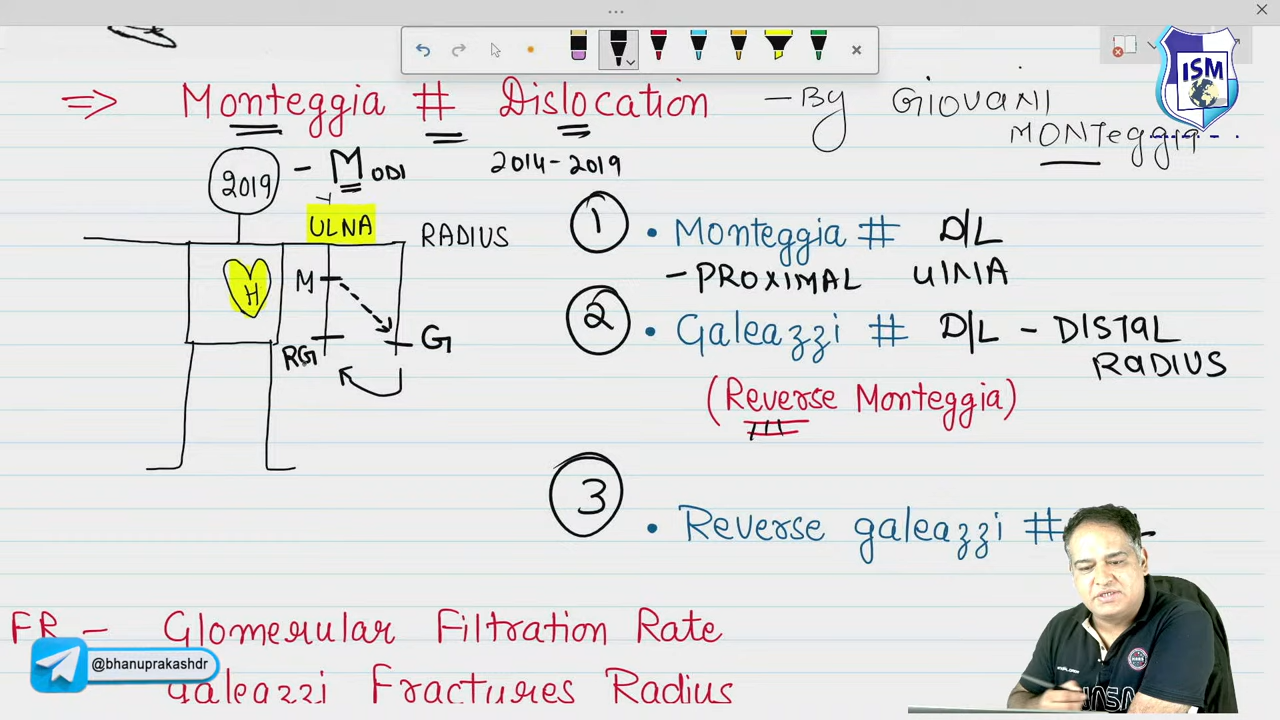 ISM
⇒ Monteggia # Dislocation - By Giovani
MONTeggia
2019 - MODI 2014-2019
ULNA RADIUS
H
M
RG G
1 • Monteggia # D/L
- PROXIMAL UlNA
2 • Galeazzi # D/L - DISTAL
RADIUS
(Reverse Monteggia)
3 • Reverse galeazzi # -
FR - Glomerular Filtration Rate
@bhanuprakashdr
Galeazzi Fractures Radius